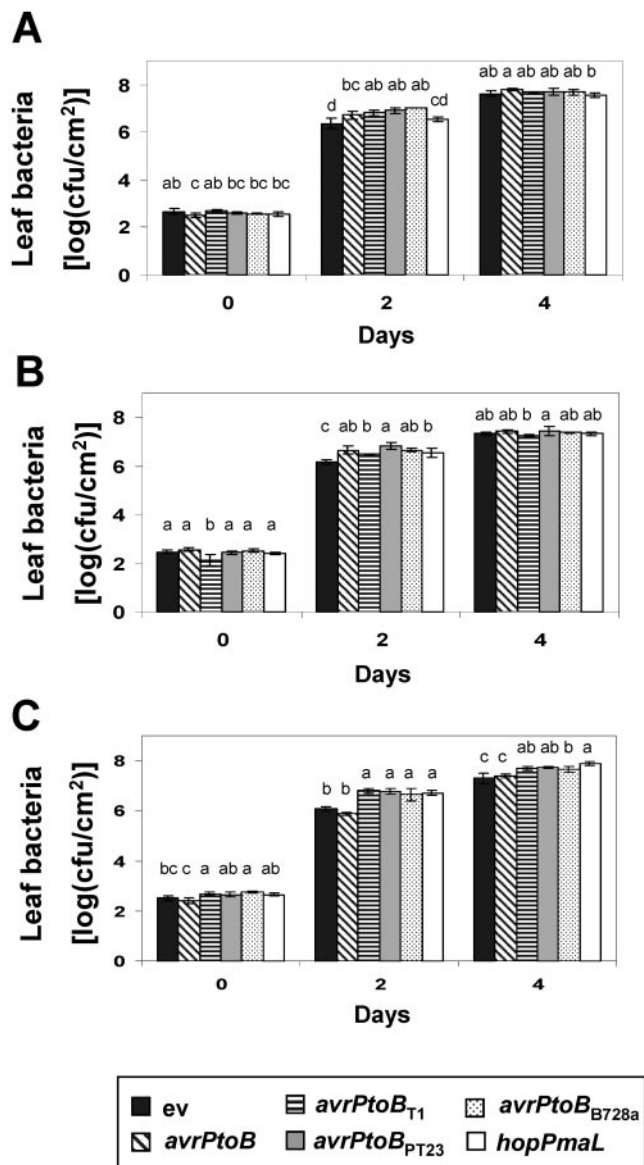 A
Leaf bacteria
[log(cfu/cm²)]
8
6
4
2
0
ab c ab bc bc bc
d bc ab ab ab cd
ab a ab ab ab b
0 2 4
Days
B
Leaf bacteria
[log(cfu/cm²)]
8
6
4
2
0
a a b a a a
c ab b a ab b
ab ab b a ab ab
0 2 4
Days
C
Leaf bacteria
[log(cfu/cm²)]
8
6
4
2
0
bc c a ab a ab
b b a a a a
c c ab ab b a
0 2 4
Days
ev avrPtoB_T1 avrPtoB_B728a
avrPtoB avrPtoB_PT23 hopPmaL